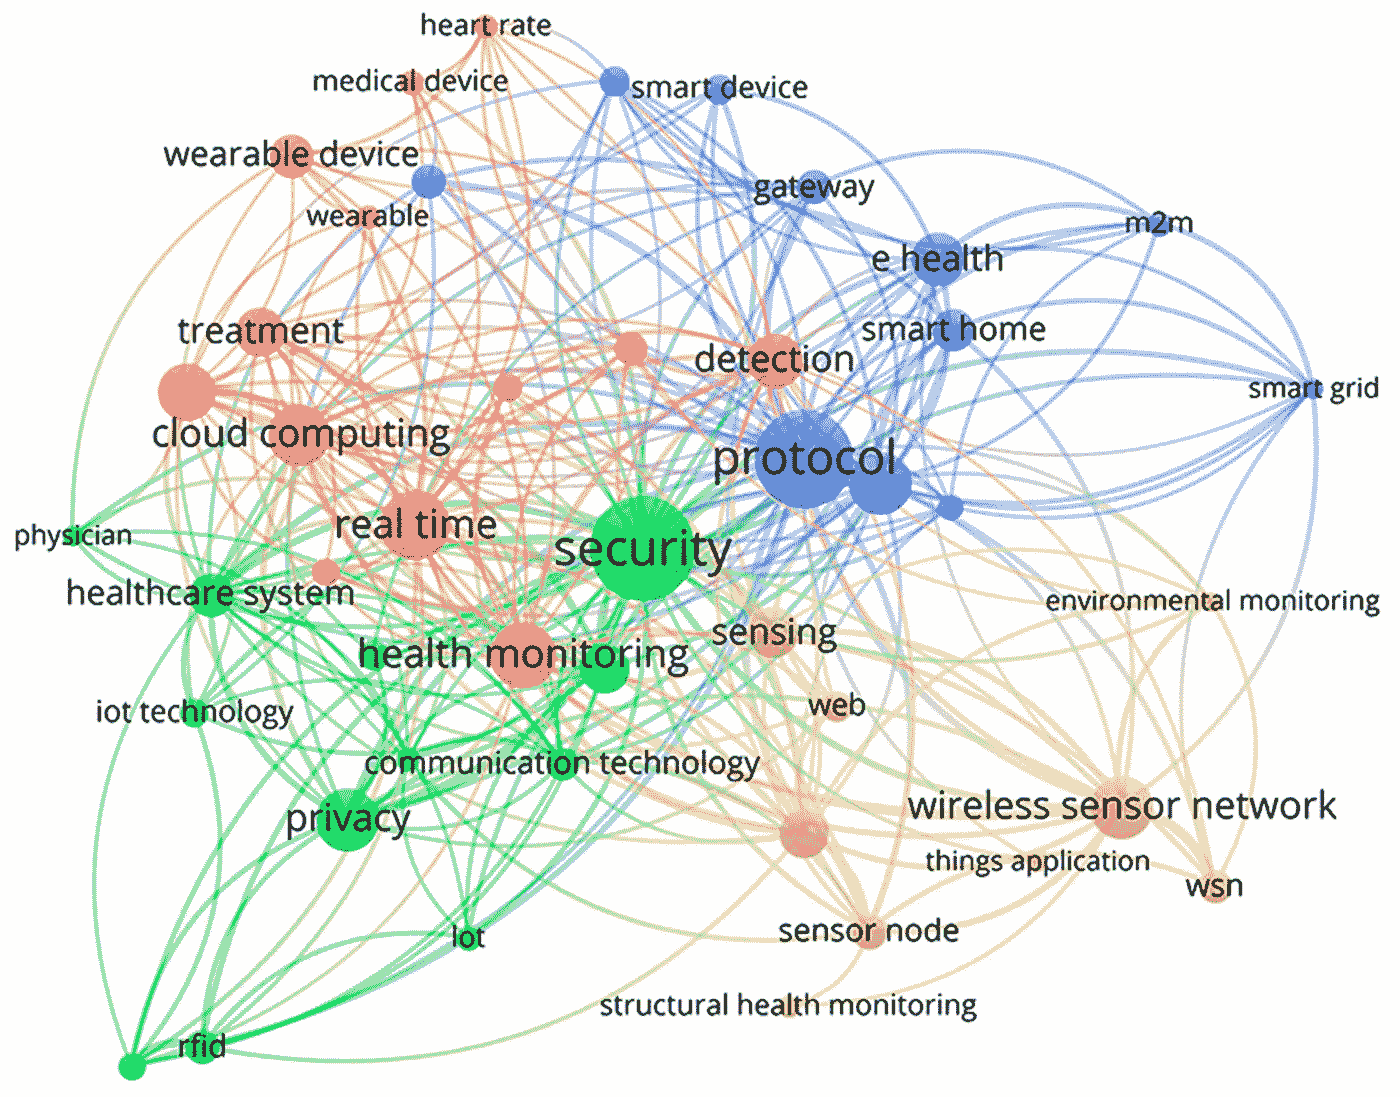 heart rate
medical device
smart device
wearable device
gateway
wearable
m2m
e health
treatment
smart home
detection
smart grid
cloud computing
protocol
real time
physician
security
healthcare system
environmental monitoring
sensing
health monitoring
web
iot technology
communication technology
wireless sensor network
privacy
things application
wsn
sensor node
lot
structural health monitoring
rfid